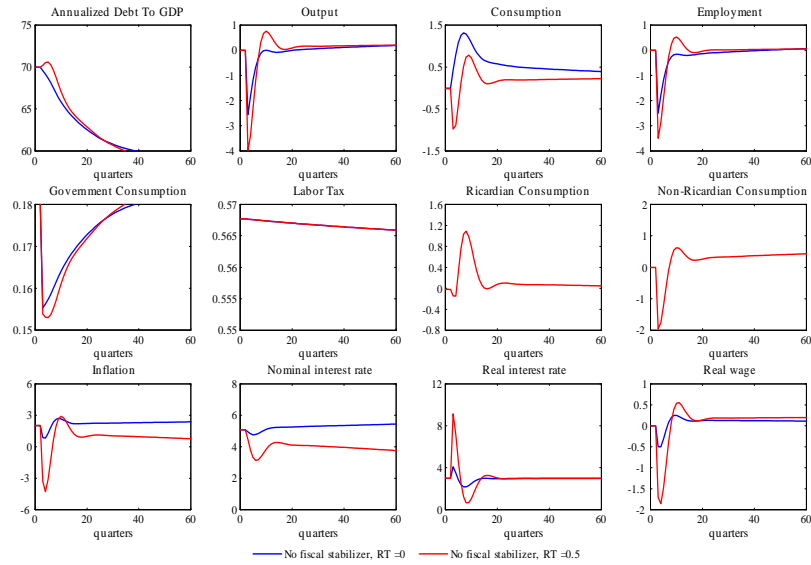 Annualized Debt To GDP
75
70
65
60
0 20 40 60
quarters
Output
1
0
-1
-2
-3
-4
0 20 40 60
quarters
Consumption
1.5
0.5
-0.5
-1.5
0 20 40 60
quarters
Employment
1
0
-1
-2
-3
-4
0 20 40 60
quarters
Government Consumption
0.19
0.18
0.17
0.16
0.15
0 20 40 60
quarters
Labor Tax
0.57
0.565
0.56
0.555
0.55
0 20 40 60
quarters
Ricardian Consumption
1.6
1.2
0.8
0.4
0
-0.4
-0.8
0 20 40 60
quarters
Non-Ricardian Consumption
2
1
0
-1
-2
0 20 40 60
quarters
Inflation
6
3
0
-3
-6
0 20 40 60
quarters
Nominal interest rate
8
6
4
2
0
0 20 40 60
quarters
Real interest rate
12
9
6
3
0
0 20 40 60
quarters
Real wage
1
0.5
0
-0.5
-1
-1.5
-2
0 20 40 60
quarters
No fiscal stabilizer, RT =0
No fiscal stabilizer, RT =0.5